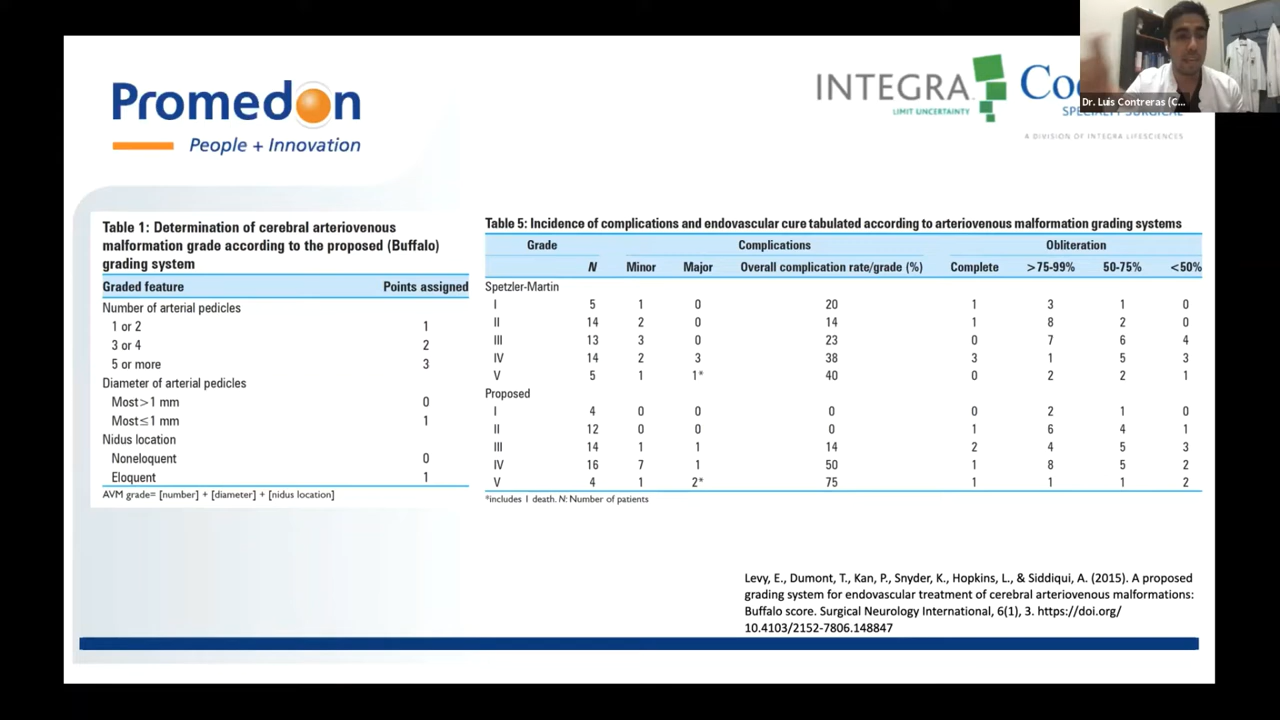 Promedon
People + Innovation
INTEGRA
LIMIT UNCERTAINTY
Co
A DIVISION OF INTEGRA LIFESCIENCES
Dr. Luis Contreras (C...
Table 1: Determination of cerebral arteriovenous
malformation grade according to the proposed (Buffalo)
grading system
Graded feature Points assigned
Number of arterial pedicles
1 or 2 1
3 or 4 2
5 or more 3
Diameter of arterial pedicles
Most>1 mm 0
Most≤1 mm 1
Nidus location
Noneloquent 0
Eloquent 1
AVM grade= [number] + [diameter] + [nidus location]
Table 5: Incidence of complications and endovascular cure tabulated according to arteriovenous malformation grading systems
Grade Complications Obliteration
N Minor Major Overall complication rate/grade (%) Complete >75-99% 50-75% <50%
Spetzler-Martin
I 5 1 0 20 1 3 1 0
II 14 2 0 14 1 8 2 0
III 13 3 0 23 0 7 6 4
IV 14 2 3 38 3 1 5 3
V 5 1 1* 40 0 2 2 1
Proposed
I 4 0 0 0 0 2 1 0
II 12 0 0 0 1 6 4 1
III 14 1 1 14 2 4 5 3
IV 16 7 1 50 1 8 5 2
V 4 1 2* 75 1 1 1 2
*includes 1 death. N: Number of patients
Levy, E., Dumont, T., Kan, P., Snyder, K., Hopkins, L., & Siddiqui, A. (2015). A proposed
grading system for endovascular treatment of cerebral arteriovenous malformations:
Buffalo score. Surgical Neurology International, 6(1), 3. https://doi.org/
10.4103/2152-7806.148847